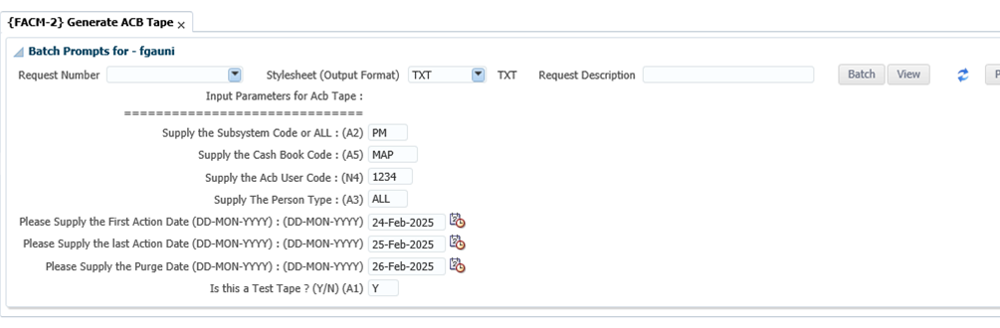 {FACM-2} Generate ACB Tape x
Batch Prompts for - fgauni
Request Number Stylesheet (Output Format) TXT TXT Request Description Batch View P
Input Parameters for Acb Tape :
==============================
Supply the Subsystem Code or ALL : (A2) PM
Supply the Cash Book Code : (A5) MAP
Supply the Acb User Code : (N4) 1234
Supply The Person Type : (A3) ALL
Please Supply the First Action Date (DD-MON-YYYY) : (DD-MON-YYYY) 24-Feb-2025
Please Supply the last Action Date (DD-MON-YYYY) : (DD-MON-YYYY) 25-Feb-2025
Please Supply the Purge Date (DD-MON-YYYY) : (DD-MON-YYYY) 26-Feb-2025
Is this a Test Tape ? (Y/N) (A1) Y